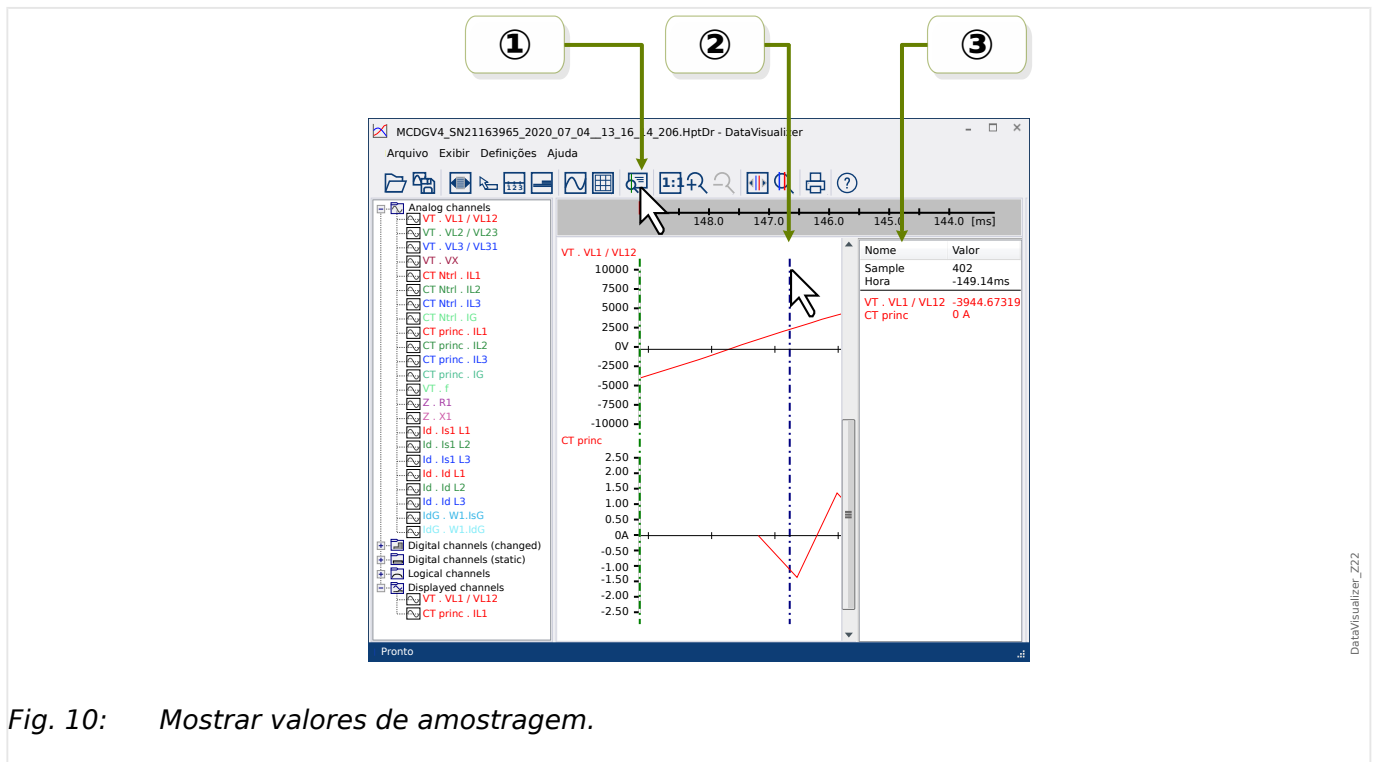 ① ② ③
MCDGV4_SN21163965_2020_07_04__13_16_14_206.HptDr - DataVisualizer
Arquivo Exibir Definições Ajuda
1 2 3
1:1
148.0 147.0 146.0 145.0 144.0 [ms]
Analog channels
VT . VL1 / VL12
VT . VL2 / VL23
VT . VL3 / VL31
VT . VX
CT Ntrl . IL1
CT Ntrl . IL2
CT Ntrl . IL3
CT Ntrl . IG
CT princ . IL1
CT princ . IL2
CT princ . IL3
CT princ . IG
VT . f
Z . R1
Z . X1
Id . Is1 L1
Id . Is1 L2
Id . Is1 L3
Id . Id L1
Id . Id L2
Id . Id L3
IdG . W1.IsG
IdG . W1.IdG
Digital channels (changed)
Digital channels (static)
Logical channels
Displayed channels
VT . VL1 / VL12
CT princ . IL1
VT . VL1 / VL12
10000
7500
5000
2500
0V
-2500
-5000
-7500
-10000
CT princ
2.50
2.00
1.50
1.00
0.50
0A
-0.50
-1.00
-1.50
-2.00
-2.50
Nome Valor
Sample 402
Hora -149.14ms
VT . VL1 / VL12 -3944.67319
CT princ 0 A
Pronto
DataVisualizer_Z22
Fig. 10: Mostrar valores de amostragem.